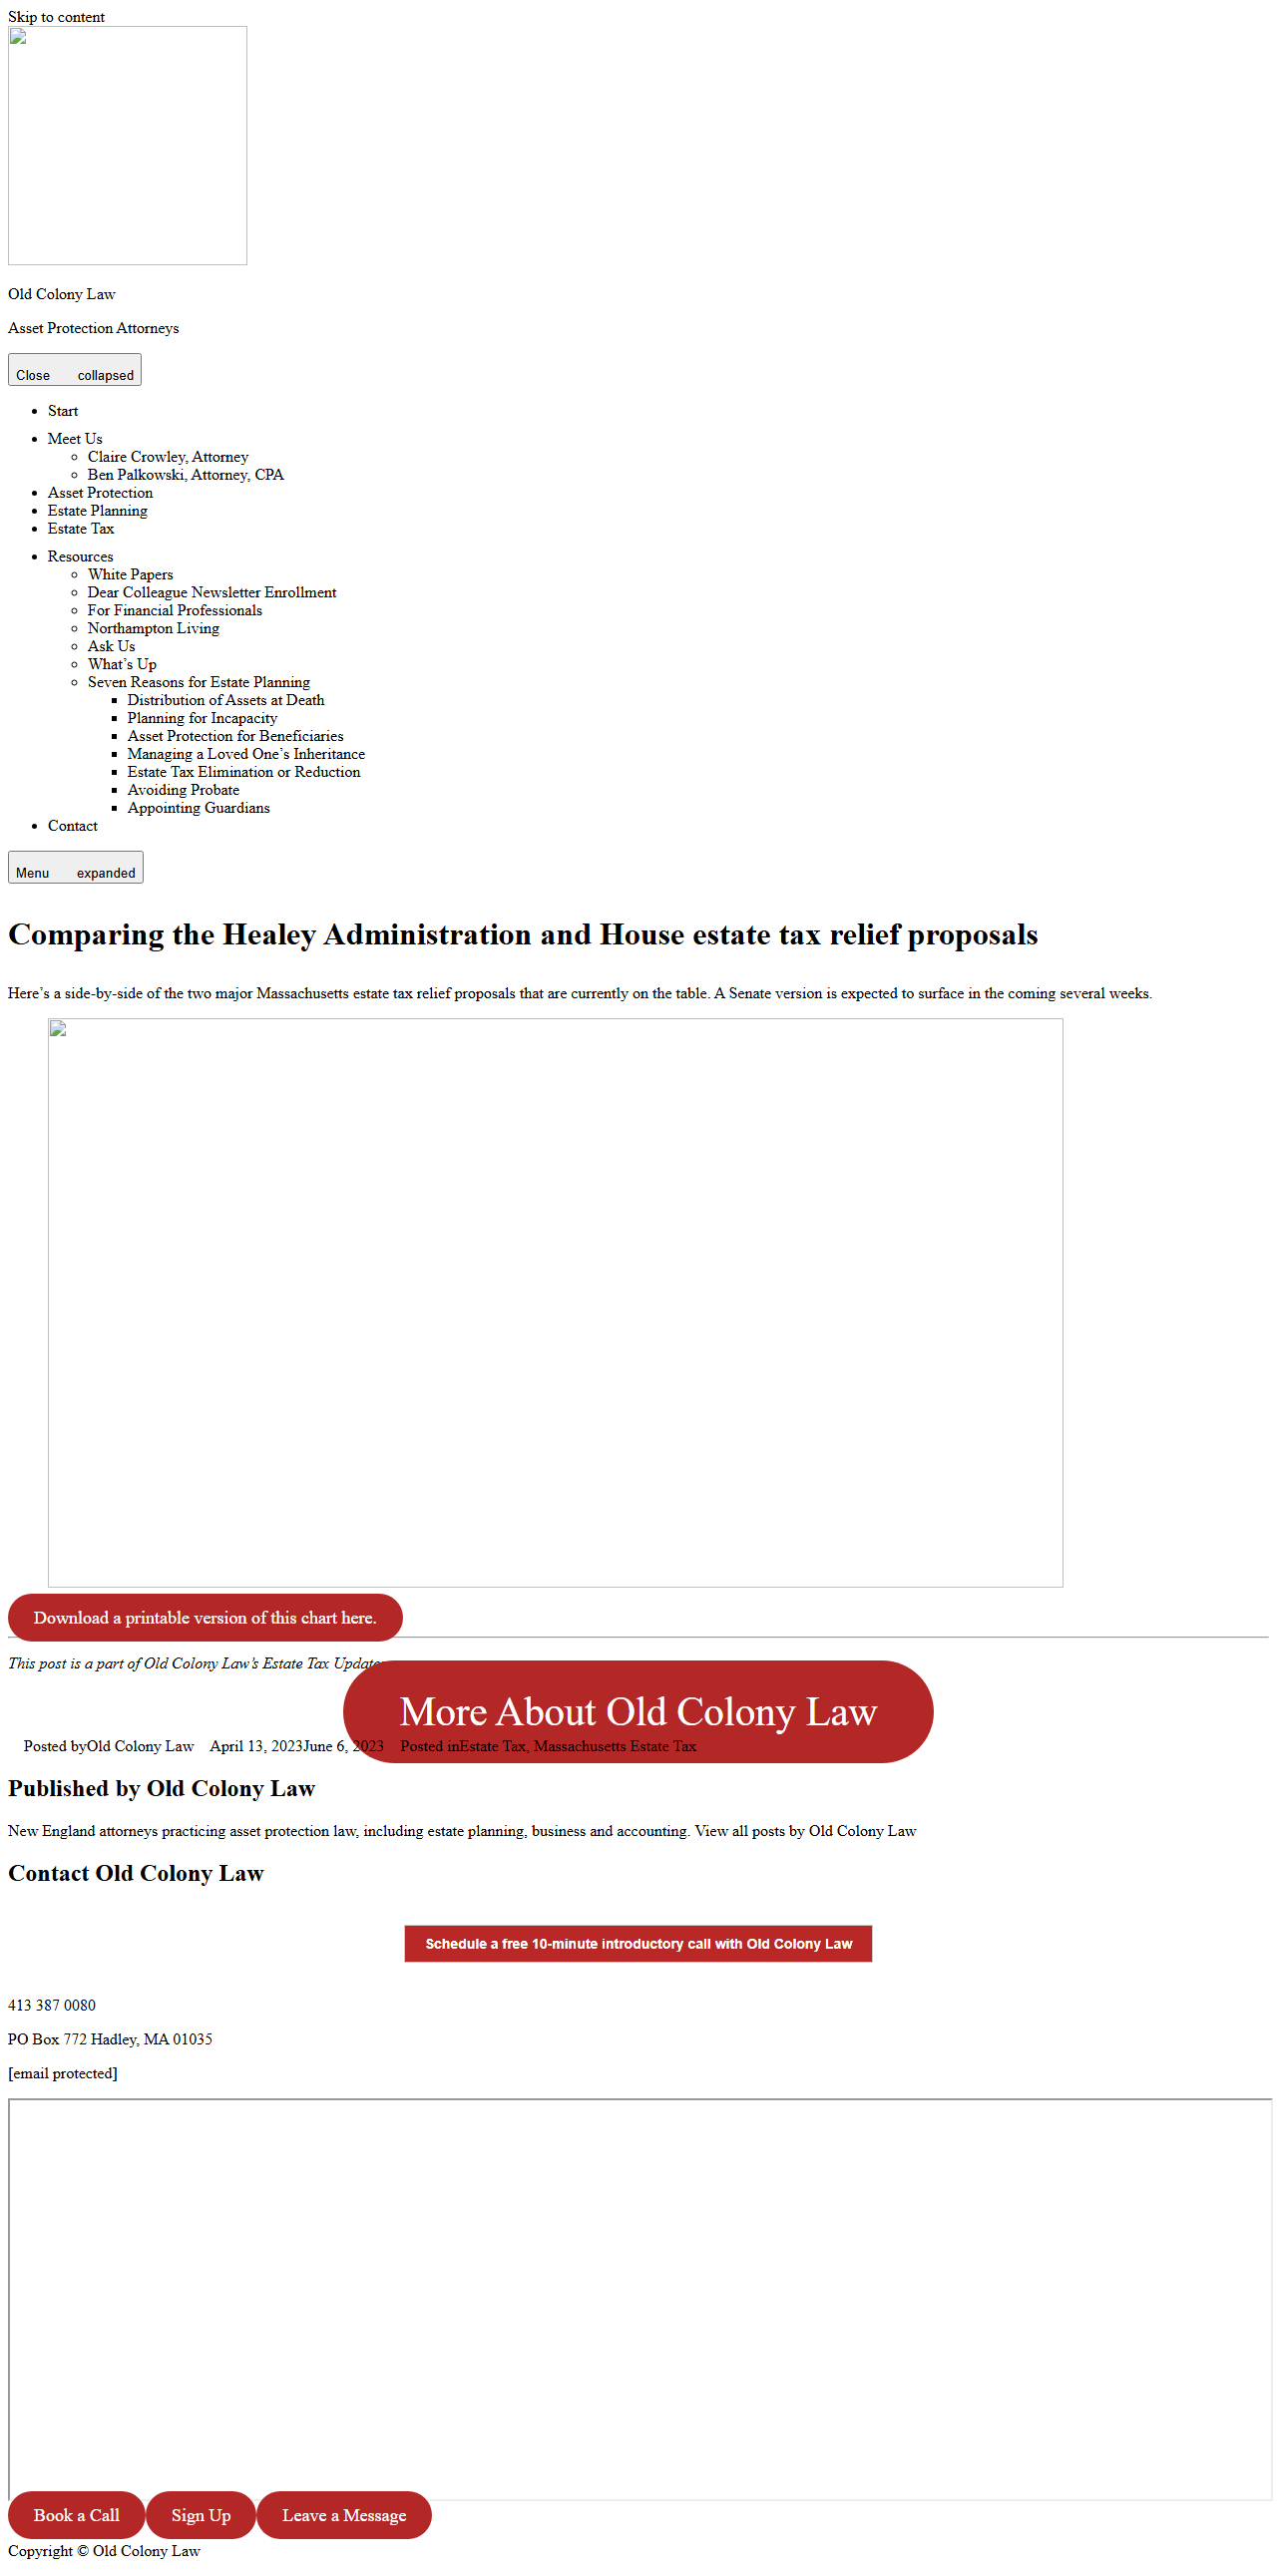 Skip to content
Old Colony Law
Asset Protection Attorneys
Close collapsed
Start
Meet Us
Claire Crowley, Attorney
Ben Palkowski, Attorney, CPA
Asset Protection
Estate Planning
Estate Tax
Resources
White Papers
Dear Colleague Newsletter Enrollment
For Financial Professionals
Northampton Living
Ask Us
What’s Up
Seven Reasons for Estate Planning
Distribution of Assets at Death
Planning for Incapacity
Asset Protection for Beneficiaries
Managing a Loved One’s Inheritance
Estate Tax Elimination or Reduction
Avoiding Probate
Appointing Guardians
Contact
Menu expanded
Comparing the Healey Administration and House estate tax relief proposals
Here’s a side-by-side of the two major Massachusetts estate tax relief proposals that are currently on the table. A Senate version is expected to surface in the coming several weeks.
Download a printable version of this chart here.
This post is a part of Old Colony Law’s Estate Tax
More About Old Colony Law
Posted byOld Colony Law April 13, 2023June 6, 2023 Posted inEstate Tax, Massachusetts Estate Tax
Published by Old Colony Law
New England attorneys practicing asset protection law, including estate planning, business and accounting. View all posts by Old Colony Law
Contact Old Colony Law
Schedule a free 10-minute introductory call with Old Colony Law
413 387 0080
PO Box 772 Hadley, MA 01035
[email protected]
Book a Call Sign Up Leave a Message
Copyright © Old Colony Law